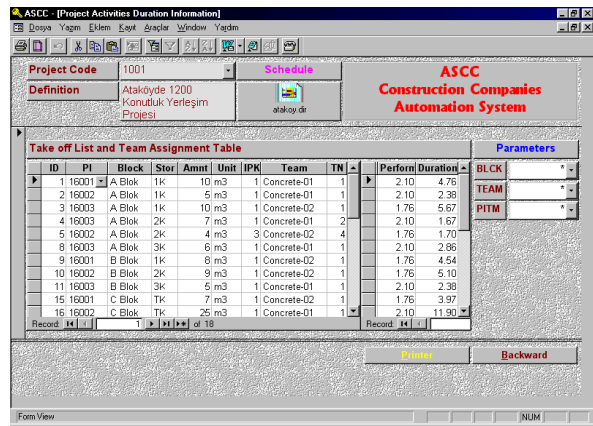 ASCC - [Project Activities Duration Information]
Dosya Yazım Eklem Kayıt Araçlar Window Yardım
Project Code 1001 Schedule
ASCC
Construction Companies
Automation System
Definition Ataköyde 1200
Konutluk Yerleşim
Projesi
atakoy.dir
Take off List and Team Assignment Table Parameters
ID PI Block Stor Amnt Unit IPK Team TN Perforn Duration
1 16001 A Blok 1K 10 m3 1 Concrete-01 1 2.10 4.76
2 16002 A Blok 1K 5 m3 1 Concrete-01 1 2.10 2.38
3 16003 A Blok 1K 10 m3 1 Concrete-02 1 1.76 5.67
4 16003 A Blok 2K 7 m3 1 Concrete-01 2 2.10 1.67
5 16002 A Blok 2K 4 m3 3 Concrete-02 4 1.76 1.70
8 16003 A Blok 3K 6 m3 1 Concrete-01 1 2.10 2.86
9 16001 B Blok 1K 8 m3 1 Concrete-02 1 1.76 4.54
10 16002 B Blok 2K 9 m3 1 Concrete-02 1 1.76 5.10
11 16003 B Blok 3K 5 m3 1 Concrete-01 1 2.10 2.38
15 16001 C Blok TK 7 m3 1 Concrete-02 1 1.76 3.97
16 16002 C Blok TK 25 m3 1 Concrete-01 1 2.10 11.90
BLCK *
TEAM *
PITM *
Record: 1 of 18 Record:
Printer Backward
Form View NUM